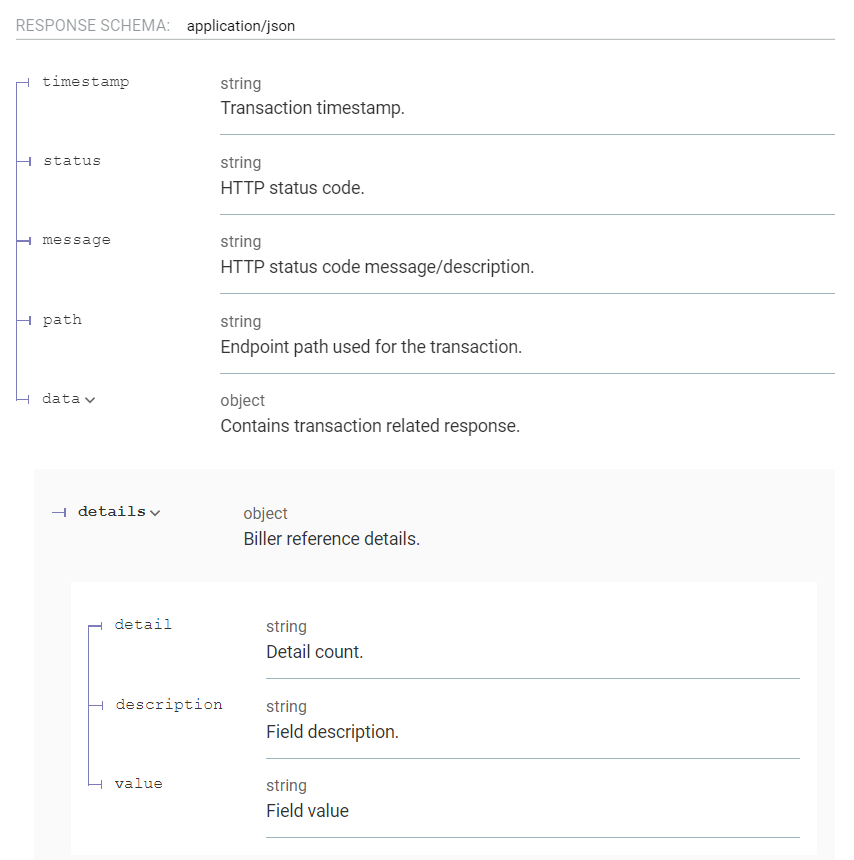 RESPONSE SCHEMA: application/json
timestamp string
Transaction timestamp.
status string
HTTP status code.
message string
HTTP status code message/description.
path string
Endpoint path used for the transaction.
data object
Contains transaction related response.
details object
Biller reference details.
detail string
Detail count.
description string
Field description.
value string
Field value